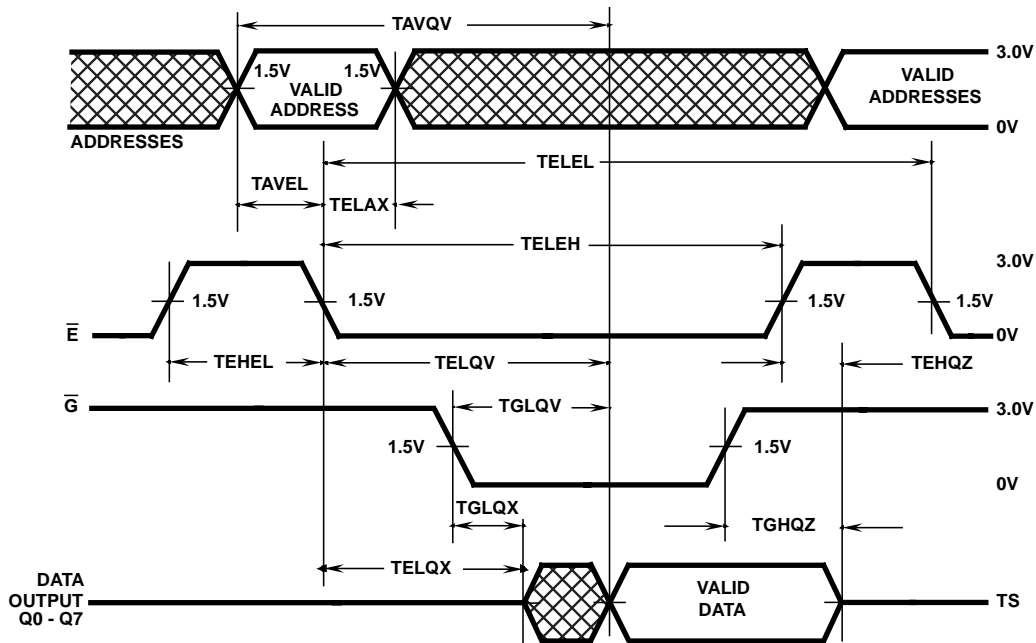 TAVQV
3.0V
1.5V
1.5V
VALID
ADDRESS
VALID
ADDRESSES
0V
ADDRESSES
TELEL
TAVEL
TELAX
TELEH
3.0V
1.5V
1.5V
1.5V
1.5V
E
0V
TEHEL
TELQV
TEHQZ
G
TGLQV
3.0V
1.5V
1.5V
0V
TGLQX
TGHQZ
TELQX
DATA
OUTPUT
Q0 - Q7
VALID
DATA
TS